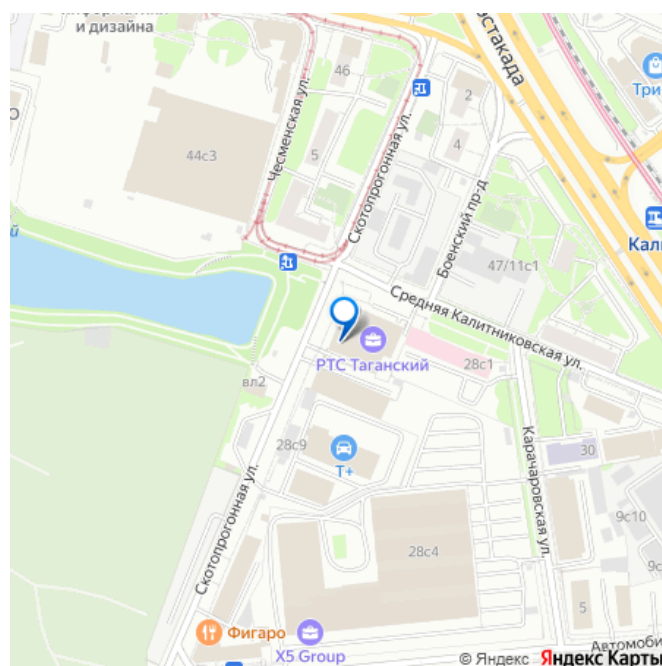 и дизайна
Чесменская ул.
46
2
Эстакада
Три
44с3
5
4
Скотопрогонная ул.
Боенский пр-д
47/11с1
Кали
Средняя Калитниковская ул.
РТС Таганский
28с1
вл2
28с9
Т+
30
Карачаровская ул.
9с10
Скотопрогонная ул.
28с4
9с
5
Фигаро
X5 Group
Автомоби
© Яндекс Яндекс Карты